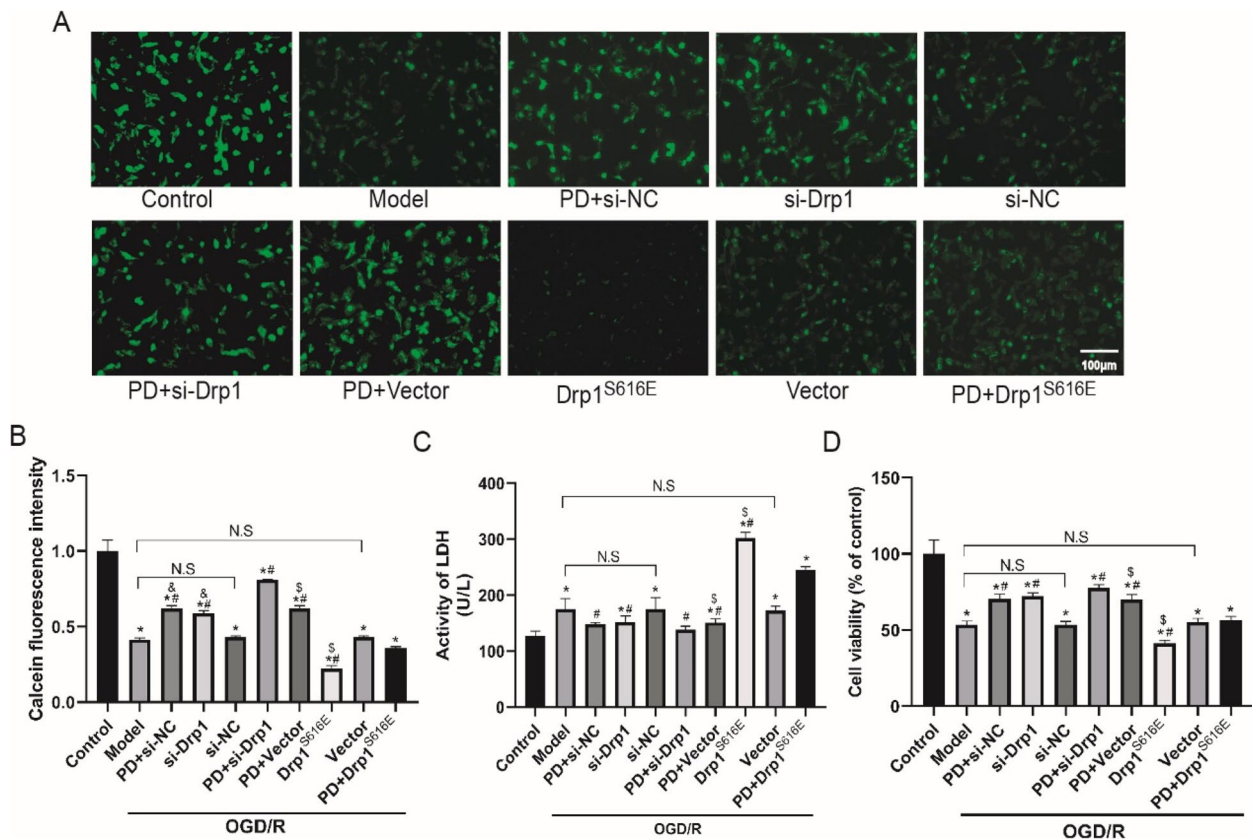 A
Control
Model
PD+si-NC
si-Drp1
si-NC
PD+si-Drp1
PD+Vector
Drp1S616E
Vector
PD+Drp1S616E
100μm
B
Calcein fluorescence intensity
1.5
1.0
0.5
0.0
N.S
N.S
*
&
*#
&
*#
*
*#
$
*#
$
*#
*
*
Control
Model
PD+si-NC
si-Drp1
si-NC
PD+si-Drp1
PD+Vector
Drp1S616E
Vector
PD+Drp1S616E
OGD/R
C
Activity of LDH
(U/L)
400
300
200
100
0
N.S
N.S
*
#
*#
*
#
$
*#
$
*#
*
*
Control
Model
PD+si-NC
si-Drp1
si-NC
PD+si-Drp1
PD+Vector
Drp1S616E
Vector
PD+Drp1S616E
OGD/R
D
Cell viability (% of control)
150
100
50
0
N.S
N.S
*
*#
*#
*
*#
$
*#
$
*#
*
*
Control
Model
PD+si-NC
si-Drp1
si-NC
PD+si-Drp1
PD+Vector
Drp1S616E
Vector
PD+Drp1S616E
OGD/R